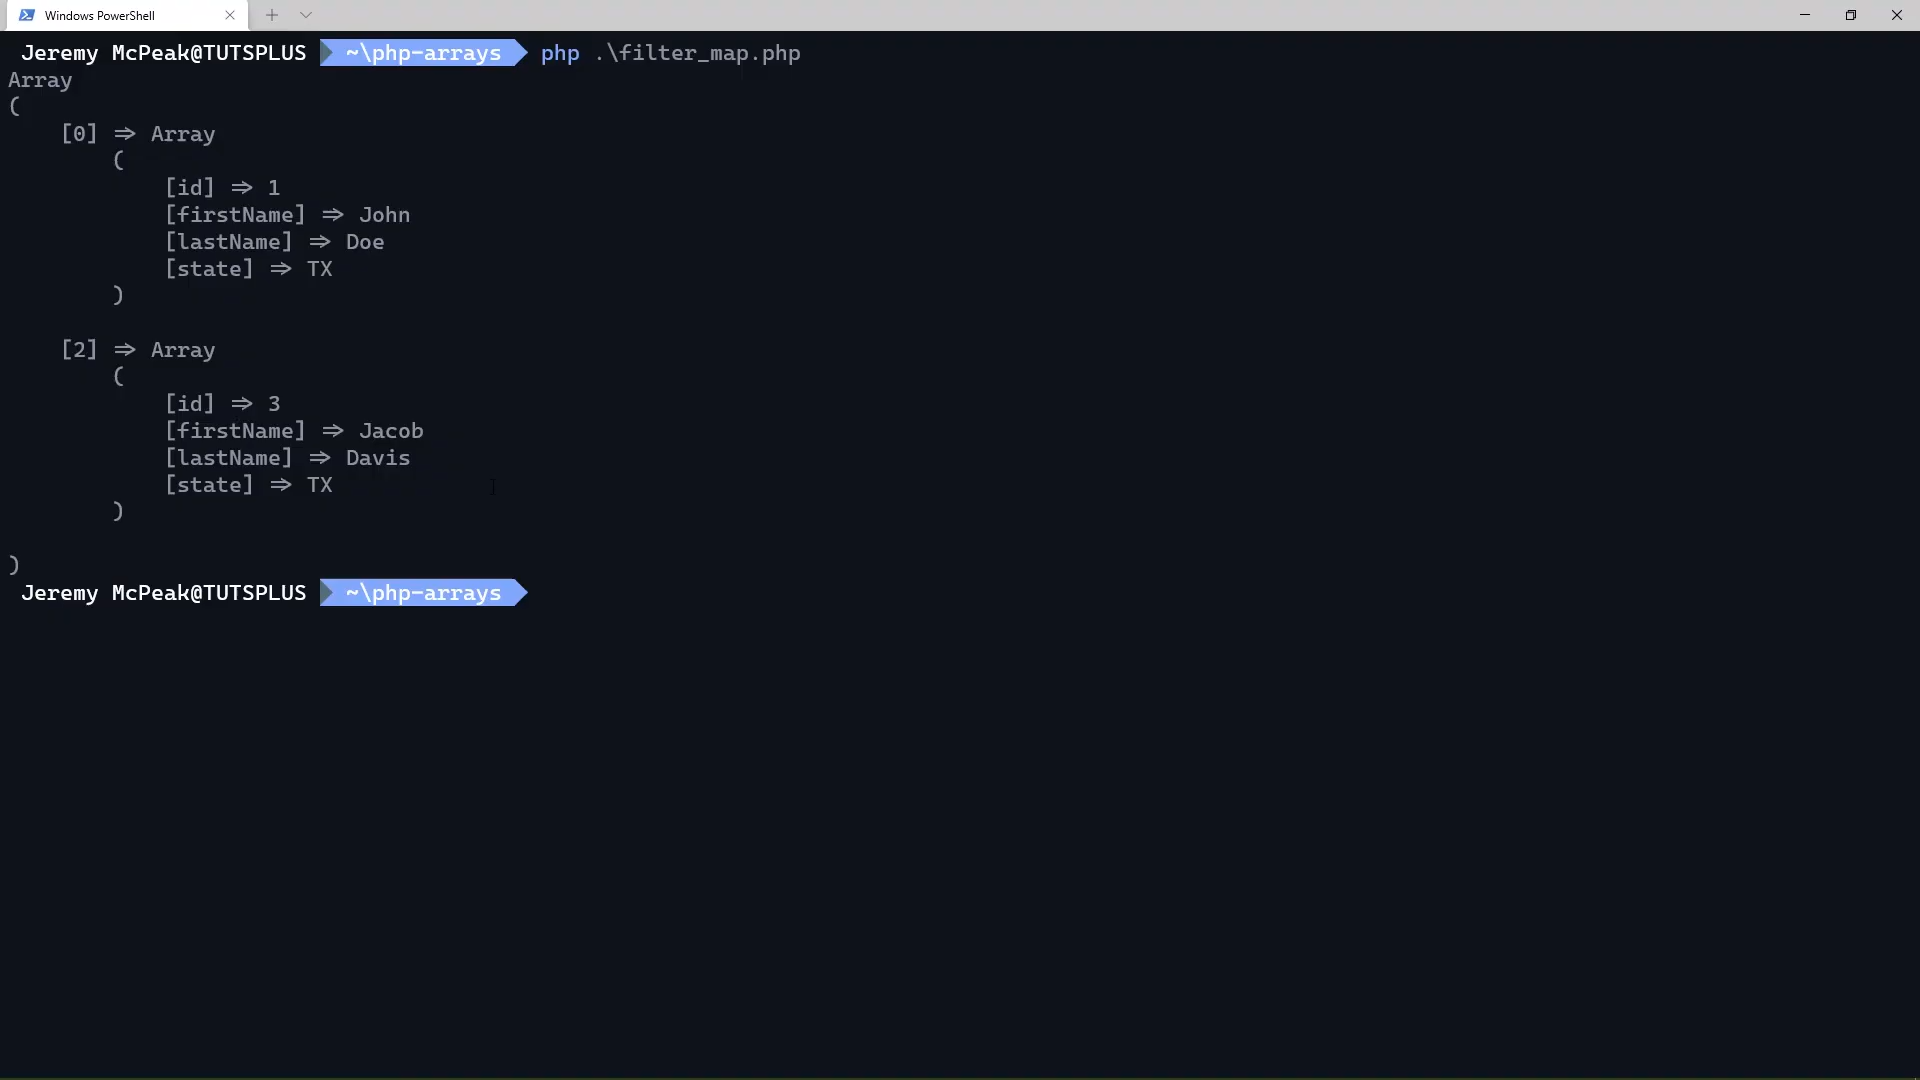 Windows PowerShell
Jeremy McPeak@TUTSPLUS ~\php-arrays php .\filter_map.php
Array
(
    [0] => Array
        (
            [id] => 1
            [firstName] => John
            [lastName] => Doe
            [state] => TX
        )

    [2] => Array
        (
            [id] => 3
            [firstName] => Jacob
            [lastName] => Davis
            [state] => TX
        )

)
Jeremy McPeak@TUTSPLUS ~\php-arrays